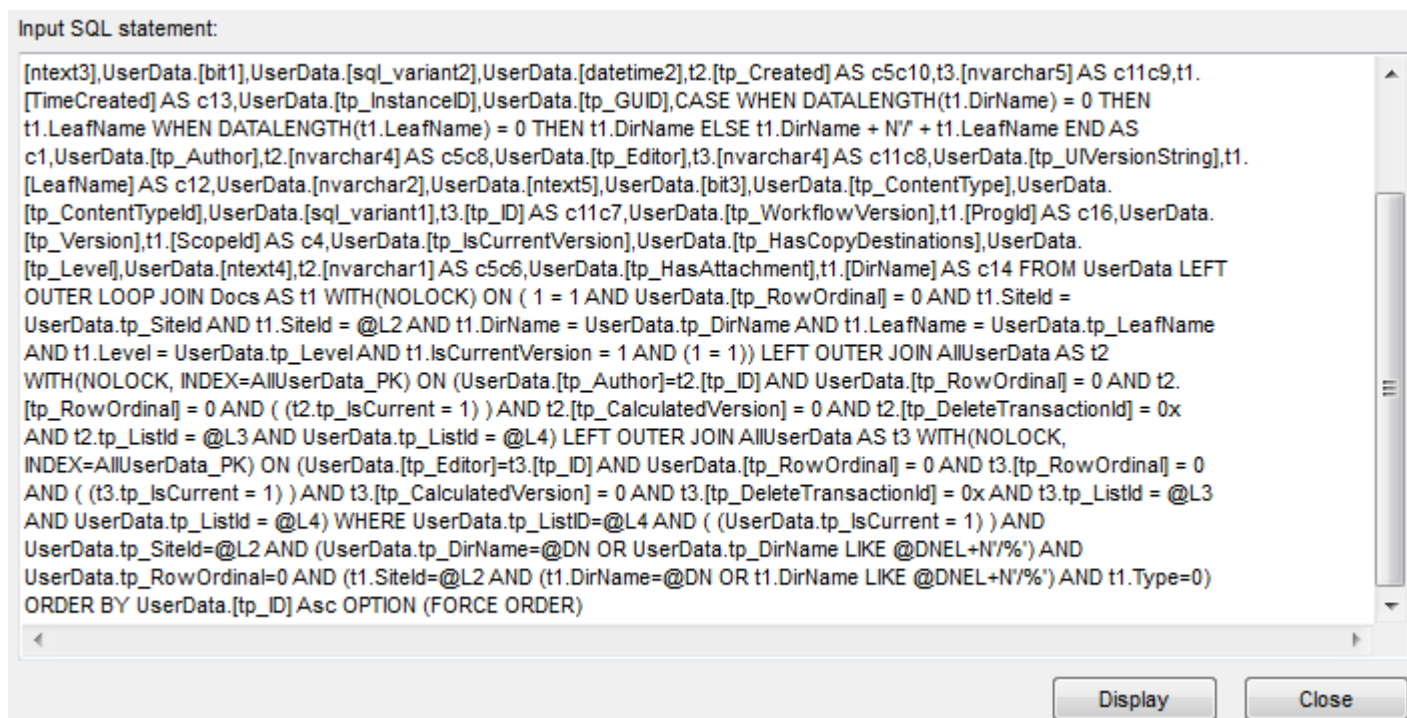 Input SQL statement:
[ntext3],UserData.[bit1],UserData.[sql_variant2],UserData.[datetime2],t2.[tp_Created] AS c5c10,t3.[nvarchar5] AS c11c9,t1.
[TimeCreated] AS c13,UserData.[tp_InstanceID],UserData.[tp_GUID],CASE WHEN DATALENGTH(t1.DirName) = 0 THEN
t1.LeafName WHEN DATALENGTH(t1.LeafName) = 0 THEN t1.DirName ELSE t1.DirName + N'/' + t1.LeafName END AS
c1,UserData.[tp_Author],t2.[nvarchar4] AS c5c8,UserData.[tp_Editor],t3.[nvarchar4] AS c11c8,UserData.[tp_UIVersionString],t1.
[LeafName] AS c12,UserData.[nvarchar2],UserData.[ntext5],UserData.[bit3],UserData.[tp_ContentType],UserData.
[tp_ContentTypeId],UserData.[sql_variant1],t3.[tp_ID] AS c11c7,UserData.[tp_WorkflowVersion],t1.[ProgId] AS c16,UserData.
[tp_Version],t1.[ScopeId] AS c4,UserData.[tp_IsCurrentVersion],UserData.[tp_HasCopyDestinations],UserData.
[tp_Level],UserData.[ntext4],t2.[nvarchar1] AS c5c6,UserData.[tp_HasAttachment],t1.[DirName] AS c14 FROM UserData LEFT
OUTER LOOP JOIN Docs AS t1 WITH(NOLOCK) ON ( 1 = 1 AND UserData.[tp_RowOrdinal] = 0 AND t1.SiteId =
UserData.tp_SiteId AND t1.SiteId = @L2 AND t1.DirName = UserData.tp_DirName AND t1.LeafName = UserData.tp_LeafName
AND t1.Level = UserData.tp_Level AND t1.IsCurrentVersion = 1 AND (1 = 1)) LEFT OUTER JOIN AllUserData AS t2
WITH(NOLOCK, INDEX=AllUserData_PK) ON (UserData.[tp_Author]=t2.[tp_ID] AND UserData.[tp_RowOrdinal] = 0 AND t2.
[tp_RowOrdinal] = 0 AND ( (t2.tp_IsCurrent = 1) ) AND t2.[tp_CalculatedVersion] = 0 AND t2.[tp_DeleteTransactionId] = 0x
AND t2.tp_ListId = @L3 AND UserData.tp_ListId = @L4) LEFT OUTER JOIN AllUserData AS t3 WITH(NOLOCK,
INDEX=AllUserData_PK) ON (UserData.[tp_Editor]=t3.[tp_ID] AND UserData.[tp_RowOrdinal] = 0 AND t3.[tp_RowOrdinal] = 0
AND ( (t3.tp_IsCurrent = 1) ) AND t3.[tp_CalculatedVersion] = 0 AND t3.[tp_DeleteTransactionId] = 0x AND t3.tp_ListId = @L3
AND UserData.tp_ListId = @L4) WHERE UserData.tp_ListID=@L4 AND ( (UserData.tp_IsCurrent = 1) ) AND
UserData.tp_SiteId=@L2 AND (UserData.tp_DirName=@DN OR UserData.tp_DirName LIKE @DNEL+N'/%') AND
UserData.tp_RowOrdinal=0 AND (t1.SiteId=@L2 AND (t1.DirName=@DN OR t1.DirName LIKE @DNEL+N'/%') AND t1.Type=0)
ORDER BY UserData.[tp_ID] Asc OPTION (FORCE ORDER)
Display Close